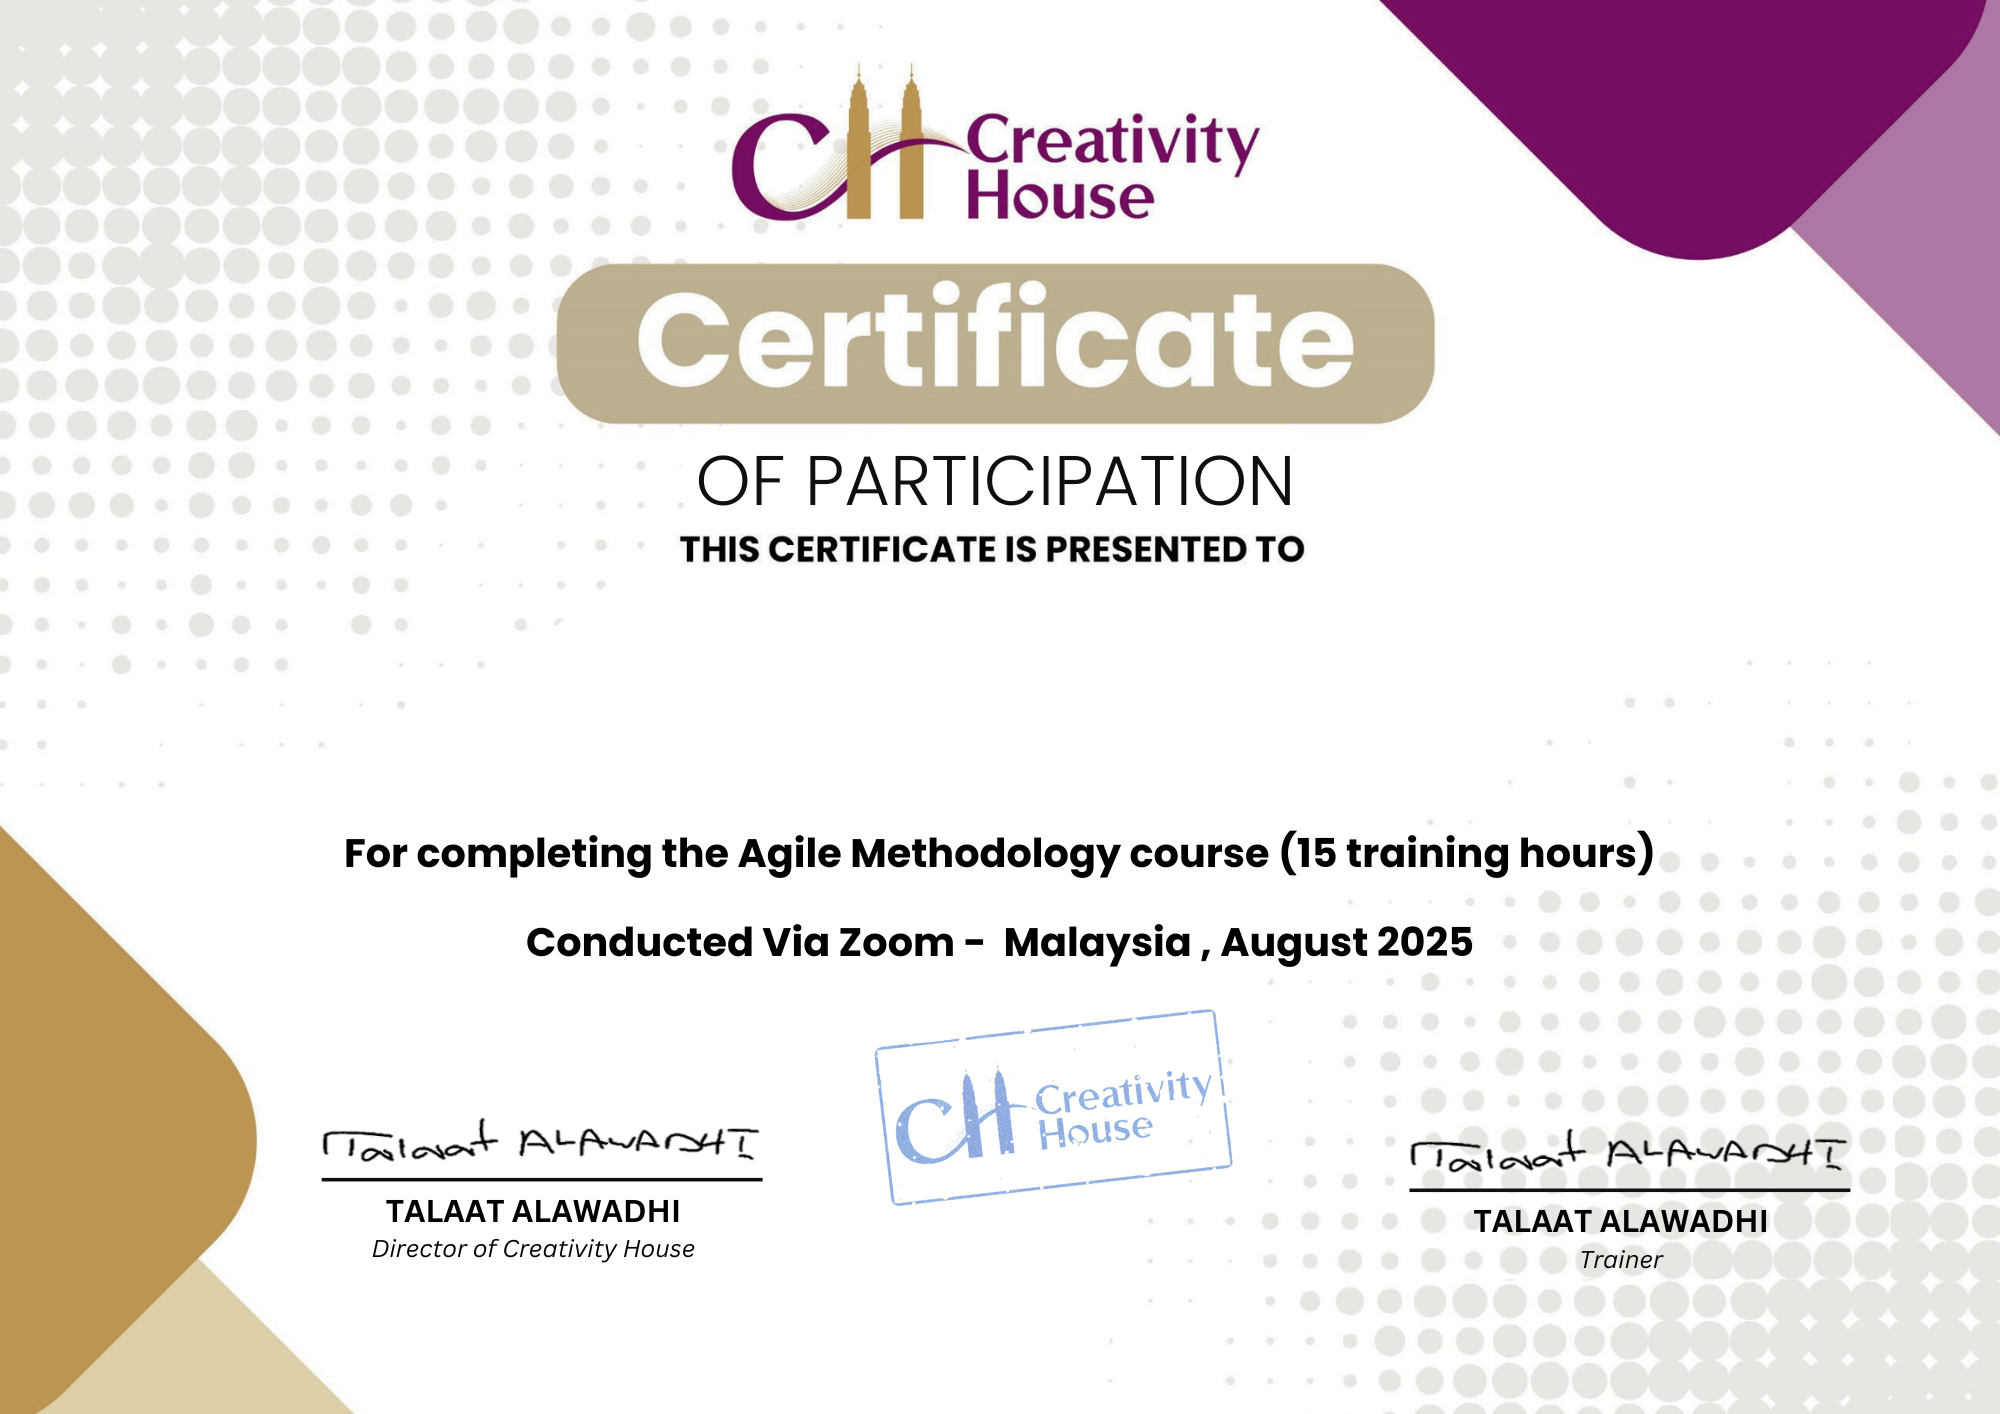 CH Creativity
House
Certificate
OF PARTICIPATION
THIS CERTIFICATE IS PRESENTED TO
For completing the Agile Methodology course (15 training hours)
Conducted Via Zoom - Malaysia , August 2025
CH Creativity
House
Talaat ALAWADHI
TALAAT ALAWADHI
Director of Creativity House
Talaat ALAWADHI
TALAAT ALAWADHI
Trainer